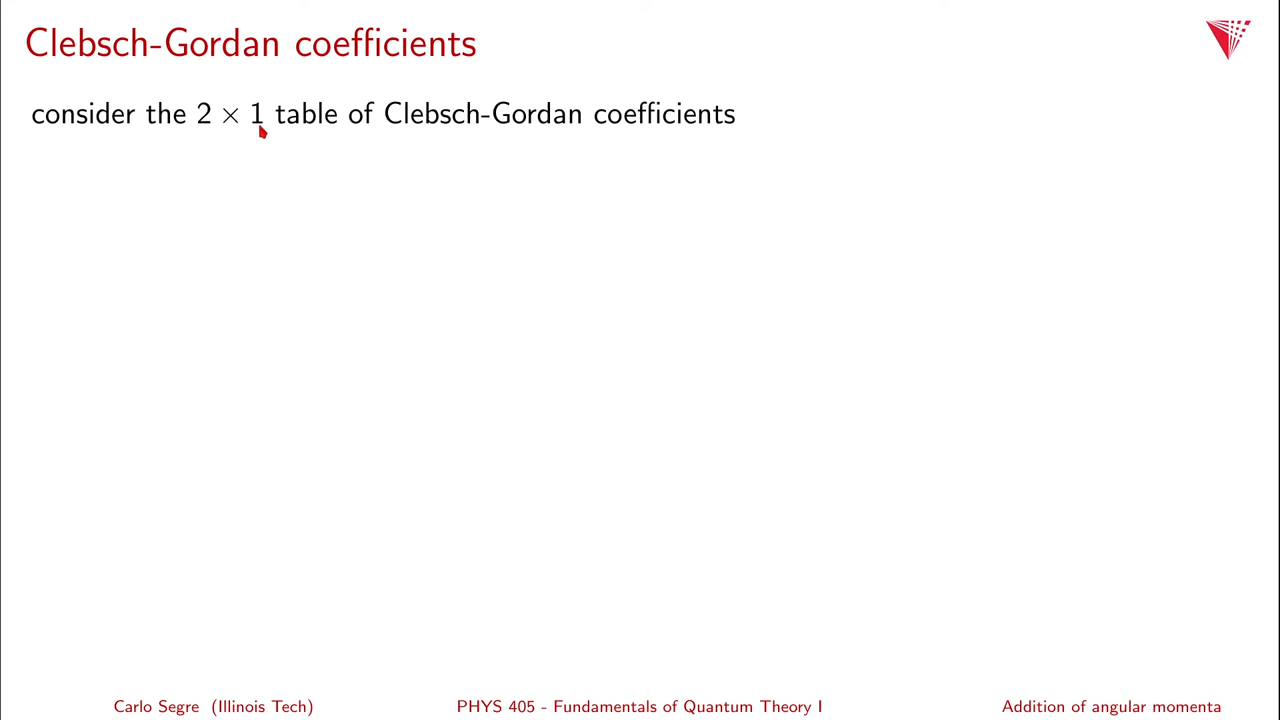 Clebsch-Gordan coefficients
consider the 2 × 1 table of Clebsch-Gordan coefficients
Carlo Segre (Illinois Tech)
PHYS 405 - Fundamentals of Quantum Theory I
Addition of angular momenta